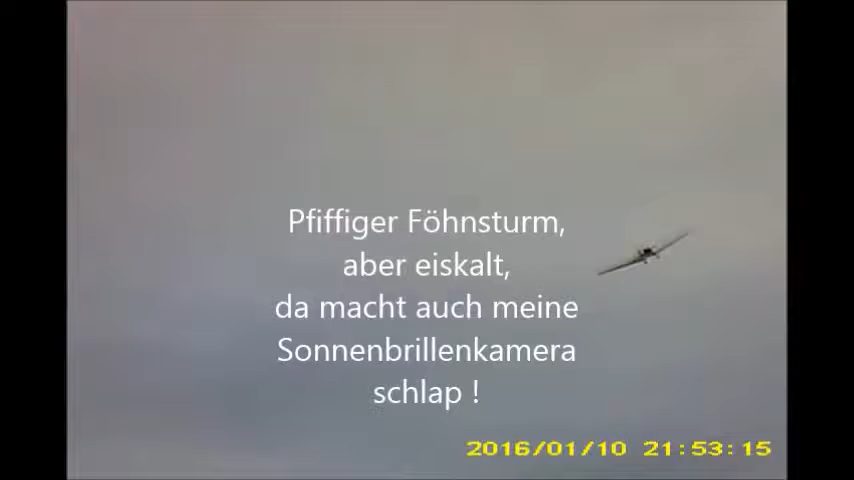 Pfiffiger Föhnsturm,
aber eiskalt,
da macht auch meine
Sonnenbrillenkamera
schlap !
2016/01/10 21:53:15